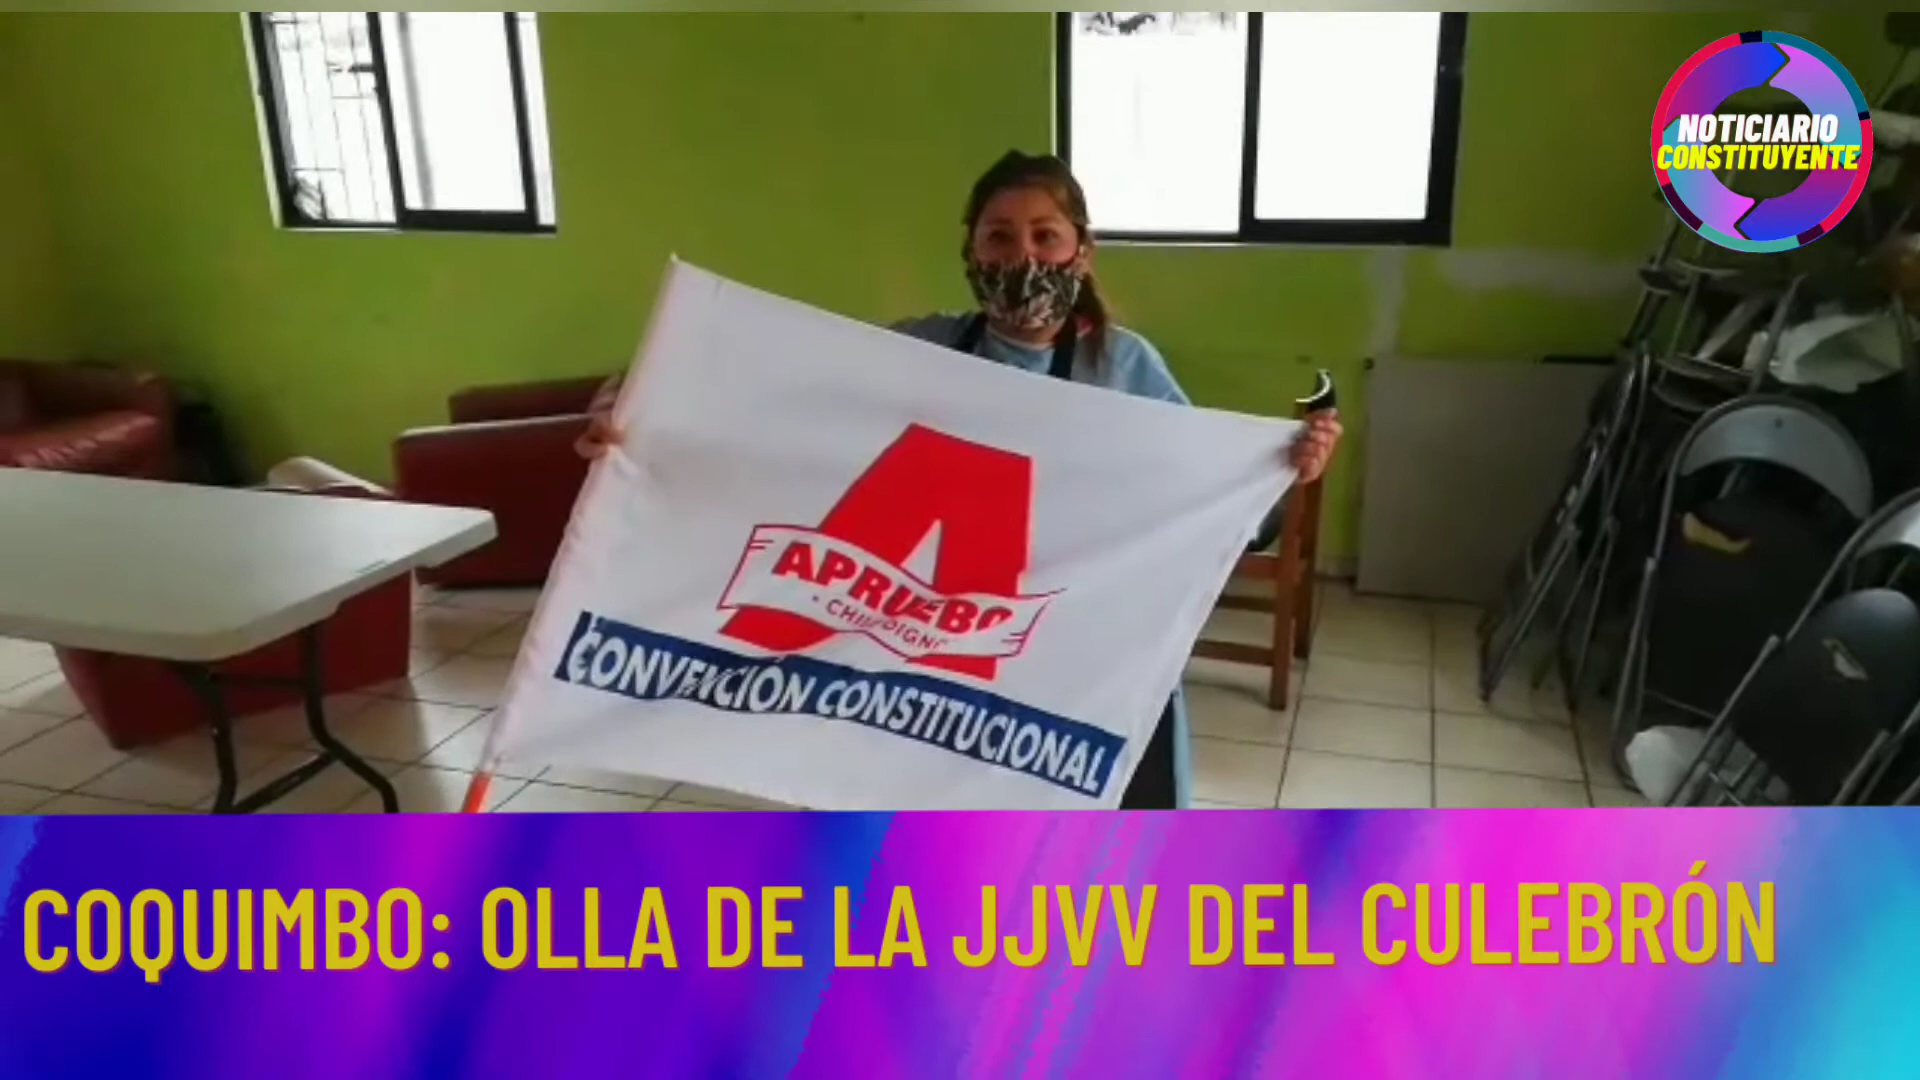 NOTICIARIO
CONSTITUYENTE
APRUEBO
CONVENCIÓN CONSTITUCIONAL
COQUIMBO: OLLA DE LA JJVV DEL CULEBRÓN